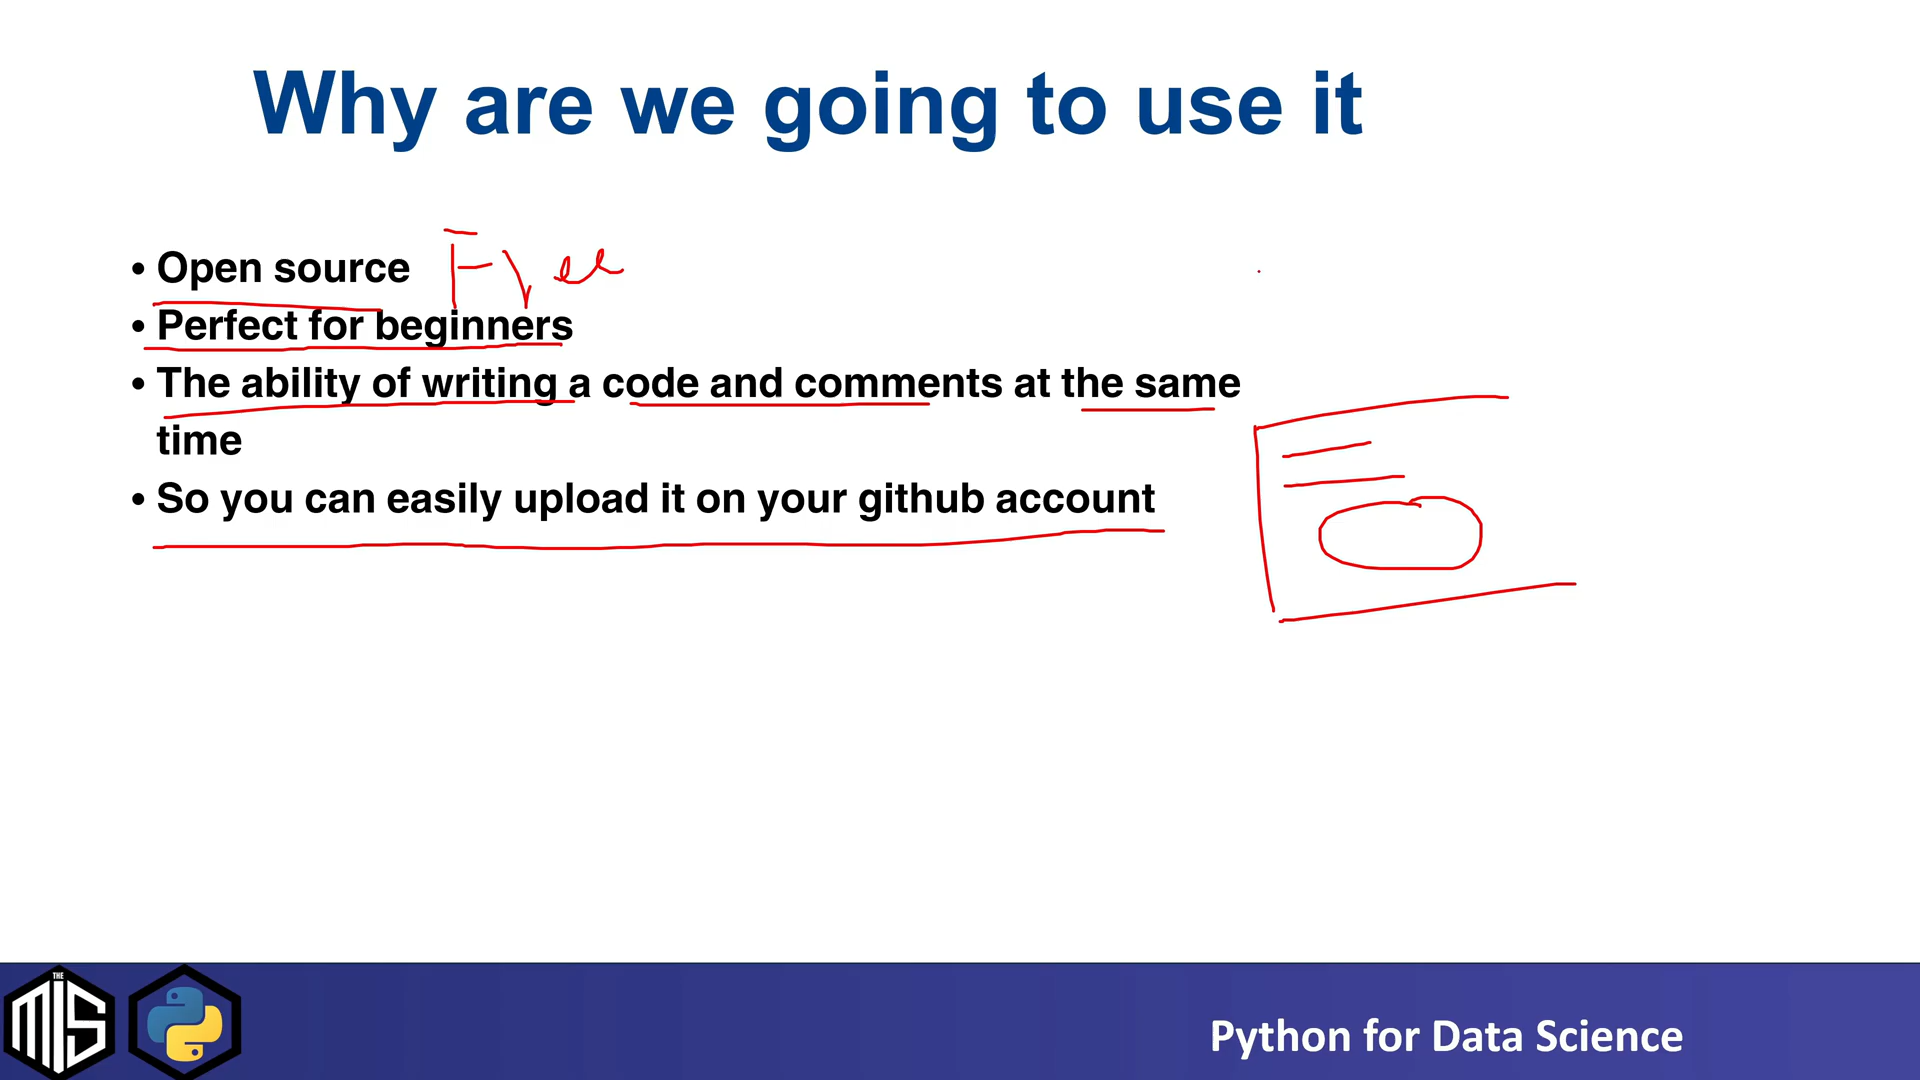 Why are we going to use it
• Open source Free
• Perfect for beginners
• The ability of writing a code and comments at the same
time
• So you can easily upload it on your github account
THE
MIS
Python for Data Science